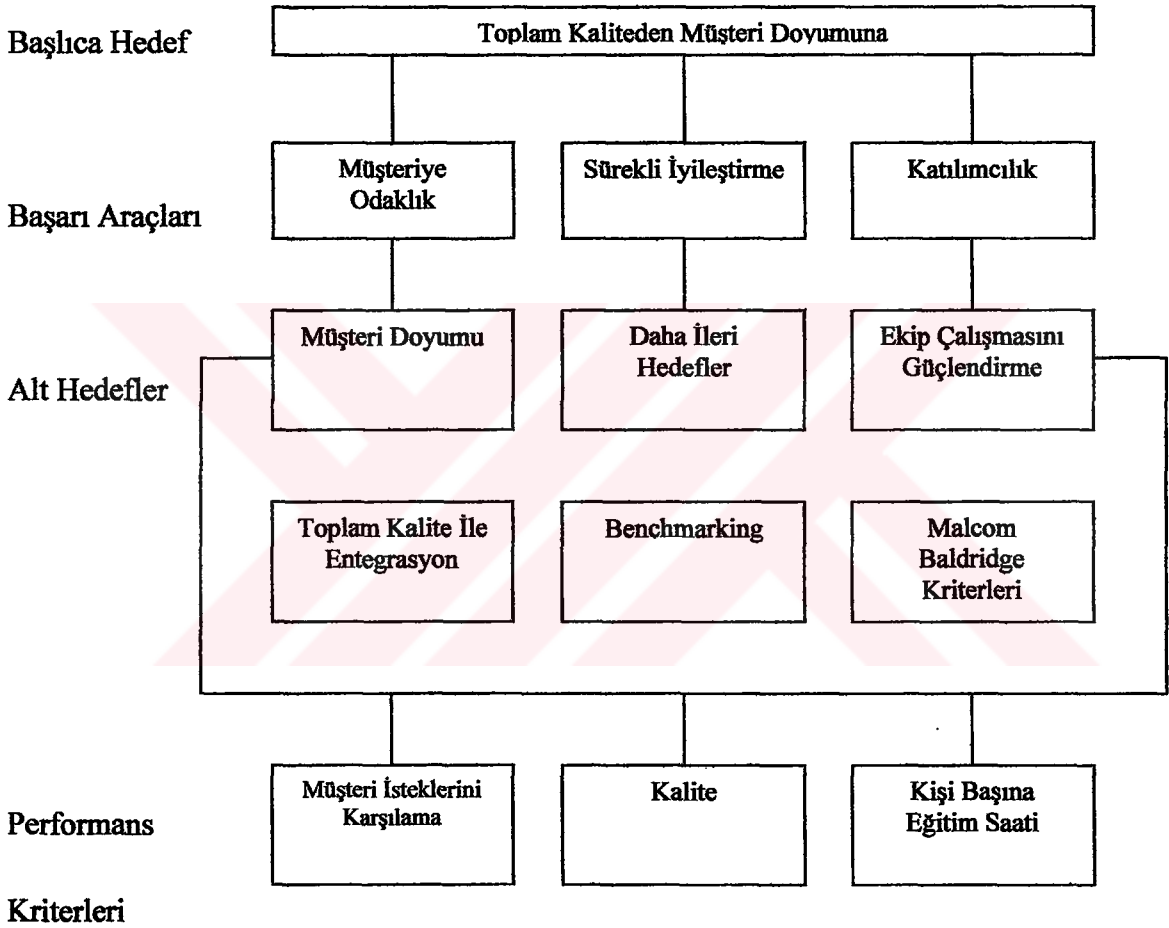 Başlıca Hedef
Toplam Kaliteden Müşteri Doyumuna
Başarı Araçları
Müşteriye
Odaklık
Sürekli İyileştirme
Katılımcılık
Alt Hedefler
Müşteri Doyumu
Daha İleri
Hedefler
Ekip Çalışmasını
Güçlendirme
Toplam Kalite İle
Entegrasyon
Benchmarking
Malcom
Baldridge
Kriterleri
Performans
Kriterleri
Müşteri İsteklerini
Karşılama
Kalite
Kişi Başına
Eğitim Saati